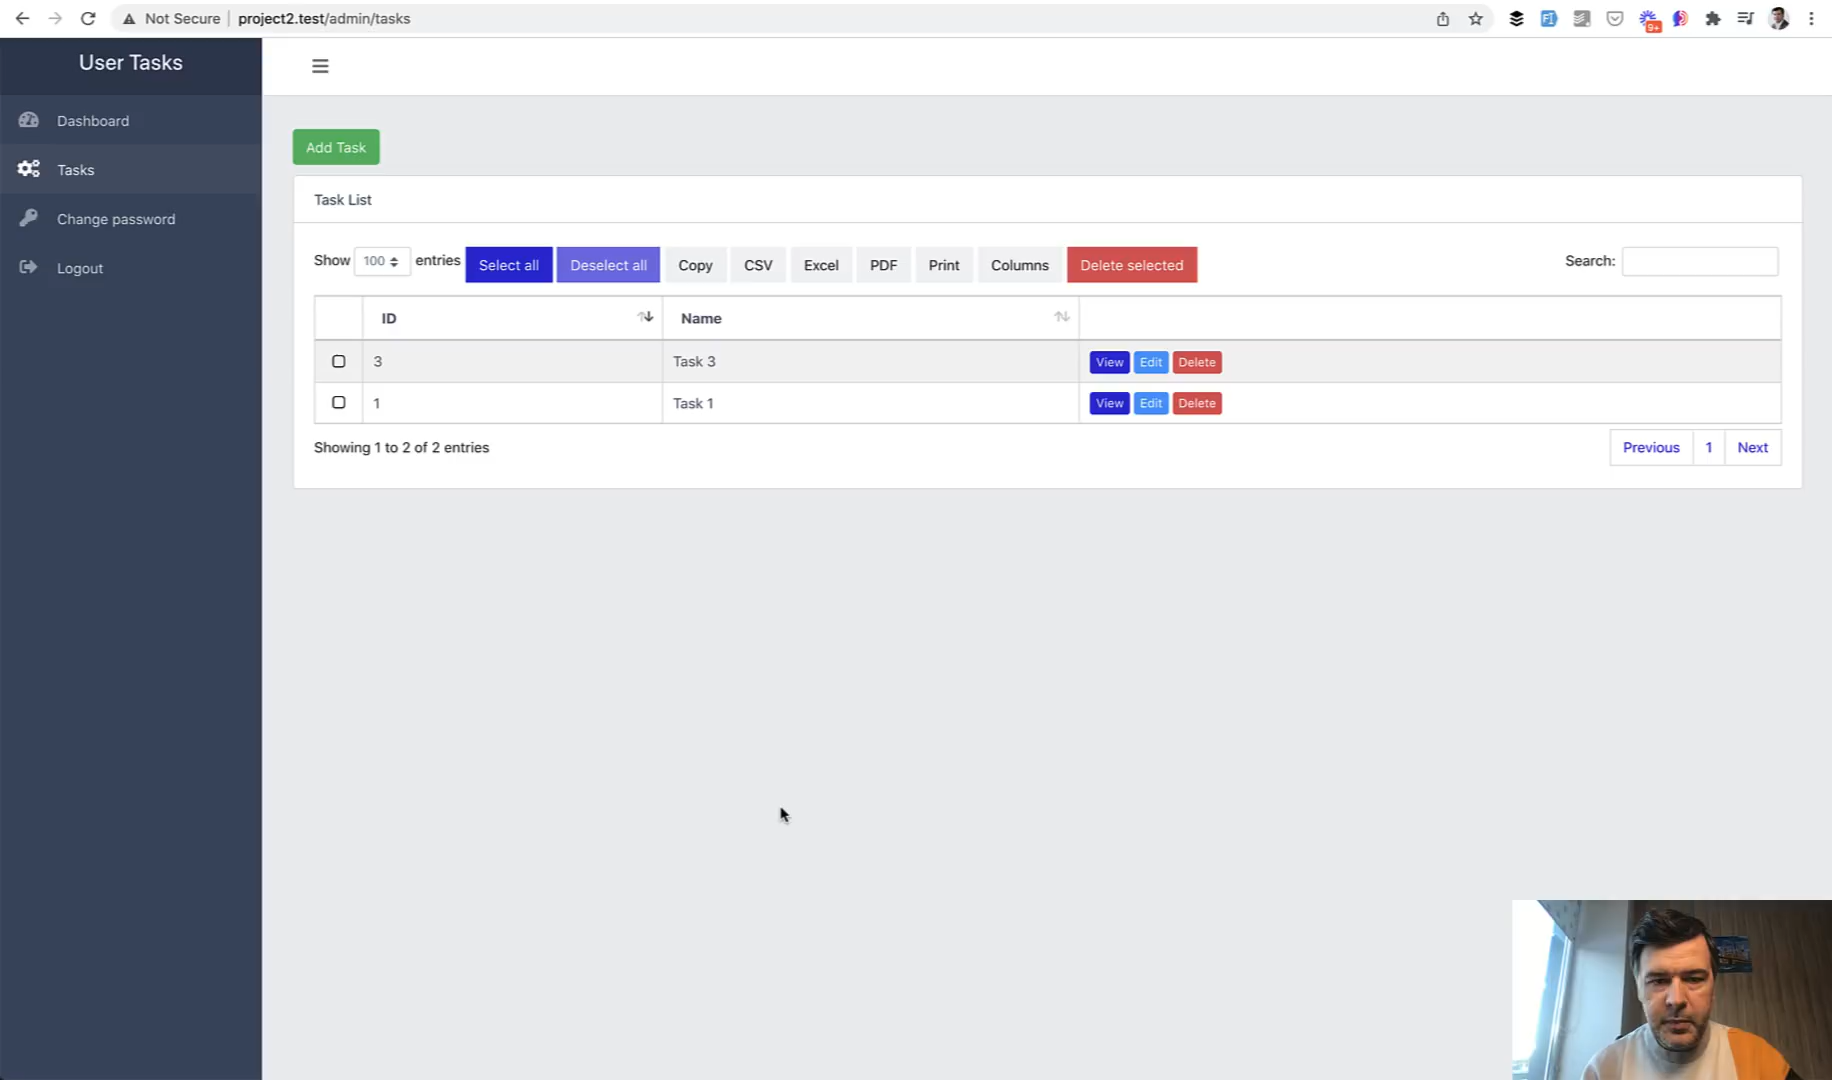 Not Secure | project2.test/admin/tasks
9+
User Tasks
Dashboard
Tasks
Change password
Logout
Add Task
Task List
Show 100 entries Select all Deselect all Copy CSV Excel PDF Print Columns Delete selected Search:
ID Name
3 Task 3 View Edit Delete
1 Task 1 View Edit Delete
Showing 1 to 2 of 2 entries Previous 1 Next